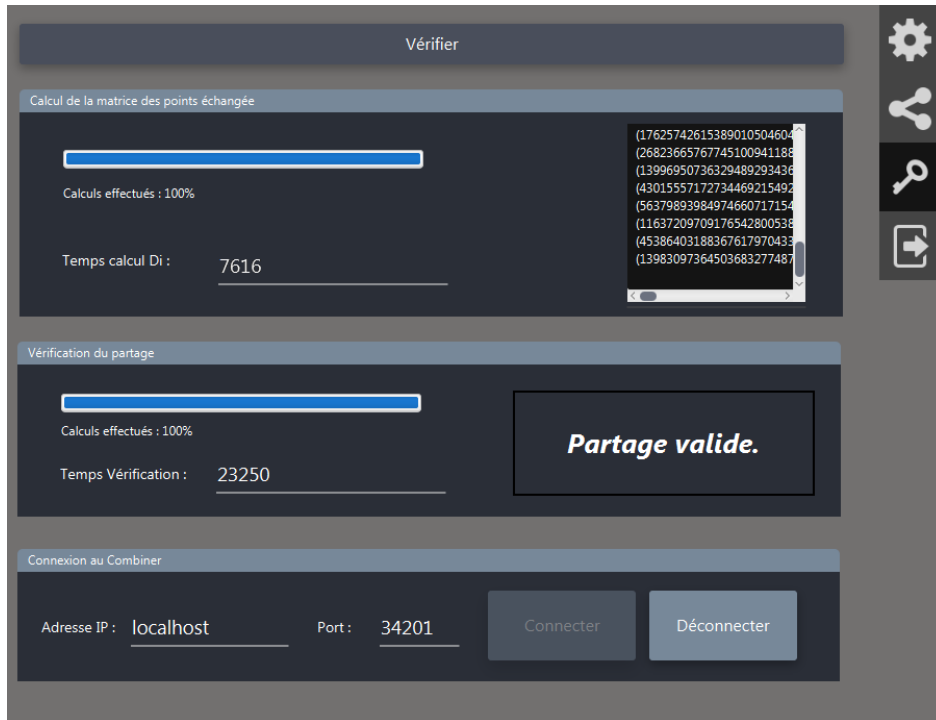 Vérifier
Calcul de la matrice des points échangée
(17625742615389010504604
(26823665767745100941188
(13996950736329489293436
(43015557172734469215492
(56379893984974660717154
(11637209709176542800538
(45386403188367617970433
(13983097364503683277487
Calculs effectués : 100%
Temps calcul Di :
7616
Vérification du partage
Calculs effectués : 100%
Temps Vérification :
23250
Partage valide.
Connexion au Combiner
Adresse IP : localhost
Port : 34201
Connecter
Déconnecter